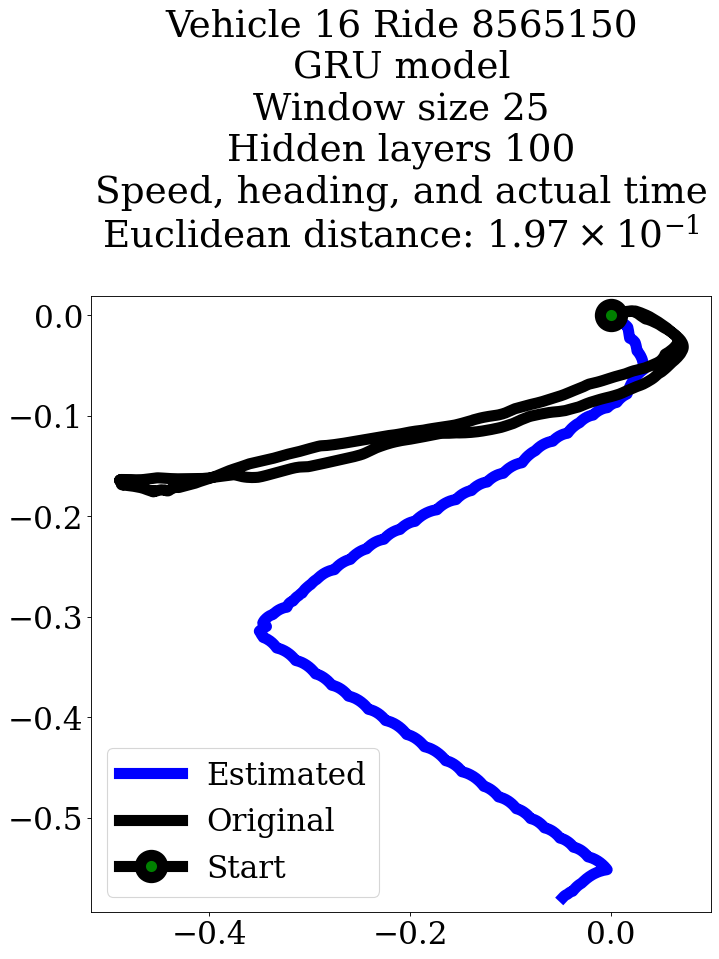 Vehicle 16 Ride 8565150
GRU model
Window size 25
Hidden layers 100
Speed, heading, and actual time
Euclidean distance: 1.97 × 10⁻¹
0.0
−0.1
−0.2
−0.3
−0.4
−0.5
Estimated
Original
Start
−0.4 −0.2 0.0